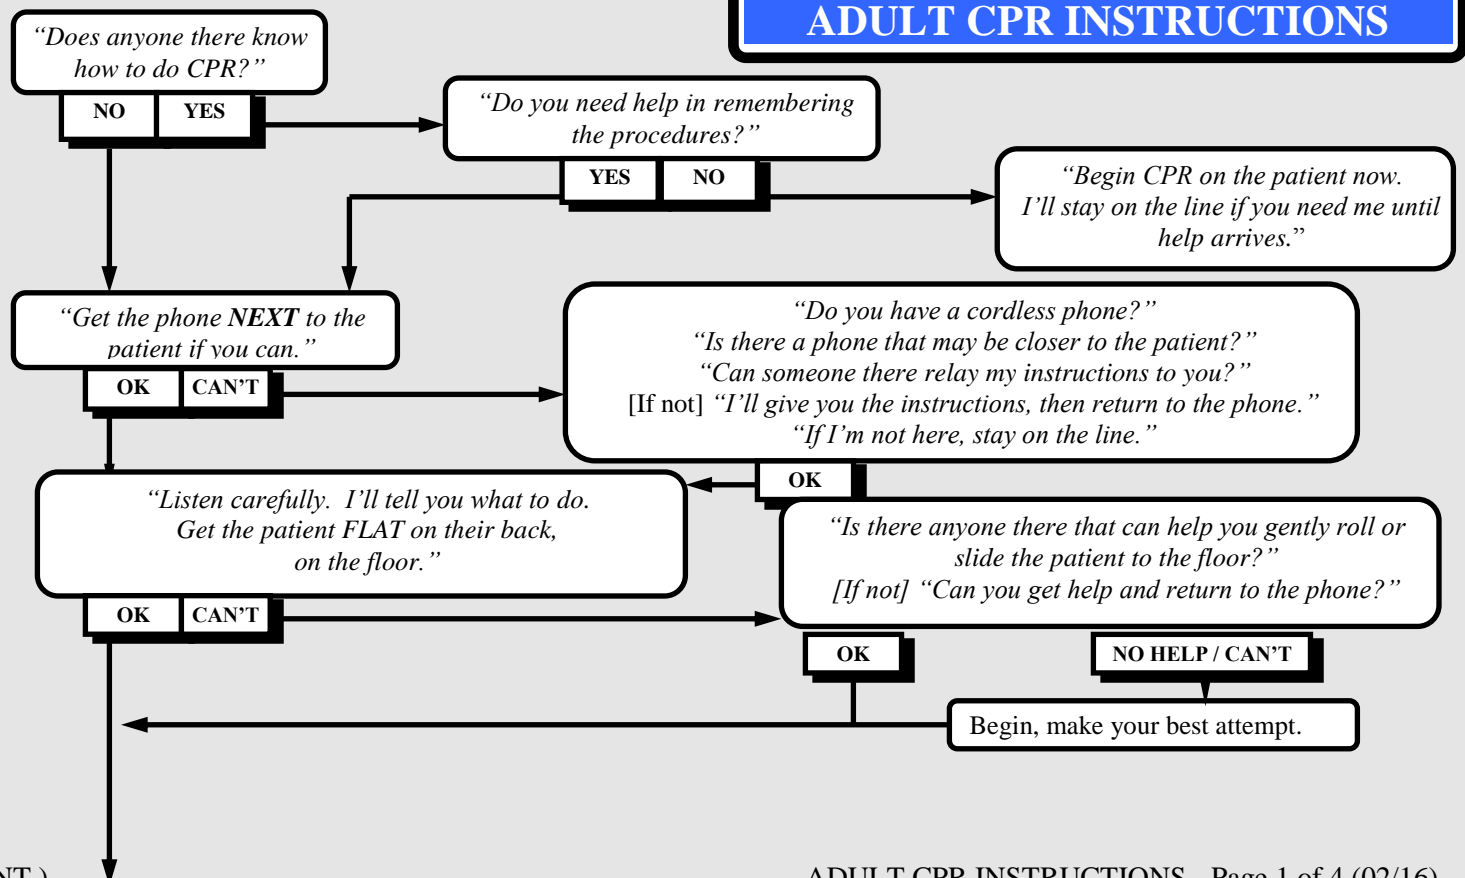 ADULT CPR INSTRUCTIONS
“Does anyone there know
how to do CPR?”
NO YES
“Do you need help in remembering
the procedures?”
YES NO
“Begin CPR on the patient now.
I’ll stay on the line if you need me until
help arrives.”
“Get the phone NEXT to the
patient if you can.”
OK CAN’T
“Do you have a cordless phone?”
“Is there a phone that may be closer to the patient?”
“Can someone there relay my instructions to you?”
[If not] “I’ll give you the instructions, then return to the phone.”
“If I’m not here, stay on the line.”
OK
“Listen carefully. I’ll tell you what to do.
Get the patient FLAT on their back,
on the floor.”
OK CAN’T
“Is there anyone there that can help you gently roll or
slide the patient to the floor?”
[If not] “Can you get help and return to the phone?”
OK
NO HELP / CAN’T
Begin, make your best attempt.
NT.)
ADULT CPR INSTRUCTIONS Page 1 of 4 (02/16)